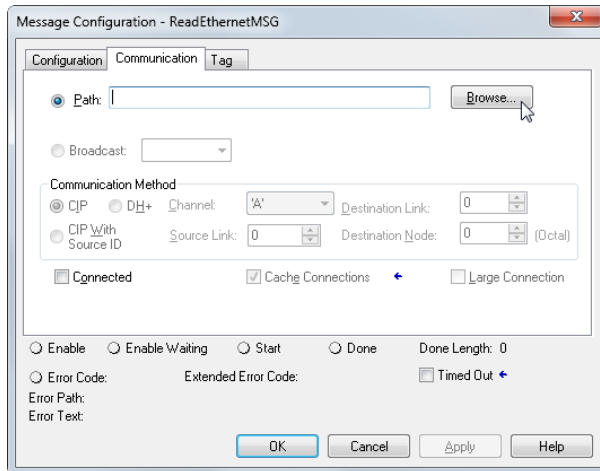 Message Configuration - ReadEthernetMSG
Configuration Communication Tag
Path: Browse...
Broadcast:
Communication Method
CIP DH+ Channel: 'A' Destination Link: 0
CIP With Source ID Source Link: 0 Destination Node: 0 (Octal)
Connected Cache Connections Large Connection
Enable Enable Waiting Start Done Done Length: 0
Error Code: Extended Error Code: Timed Out
Error Path:
Error Text:
OK Cancel Apply Help